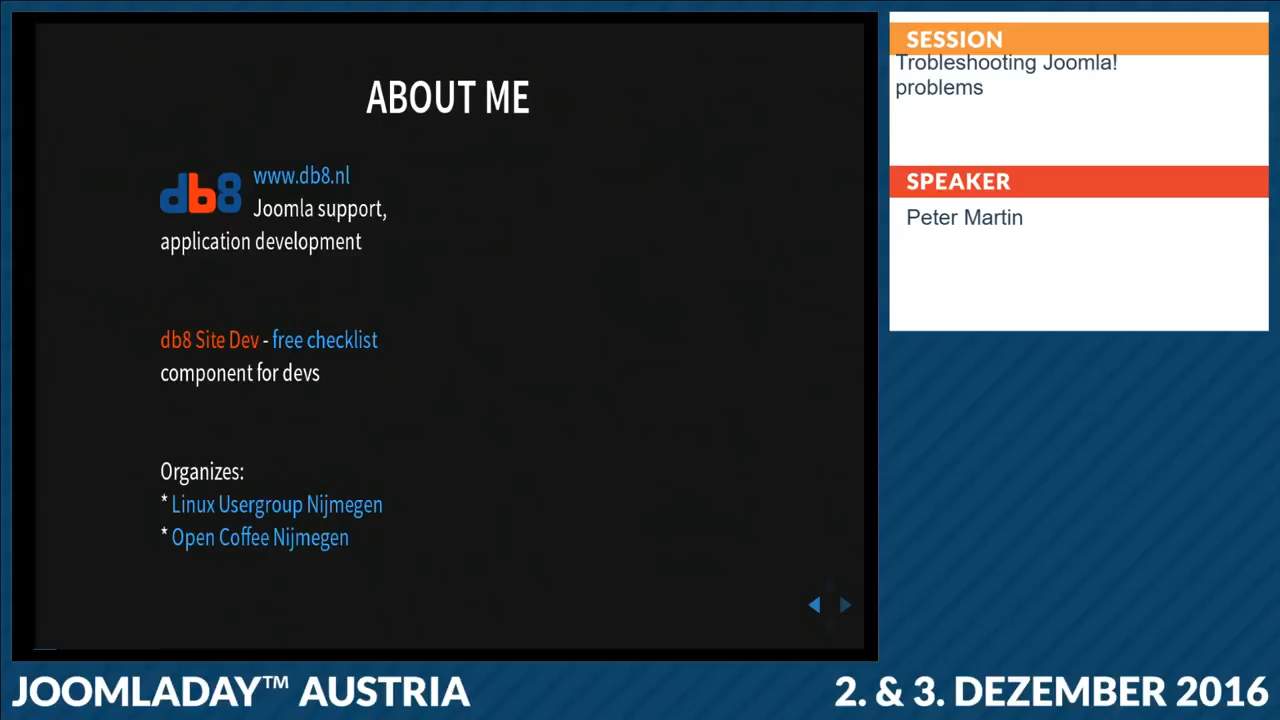 ABOUT ME
db8 www.db8.nl
Joomla support,
application development
db8 Site Dev - free checklist
component for devs
Organizes:
* Linux Usergroup Nijmegen
* Open Coffee Nijmegen
SESSION
Trobleshooting Joomla!
problems
SPEAKER
Peter Martin
JOOMLADAY™ AUSTRIA
2. & 3. DEZEMBER 2016